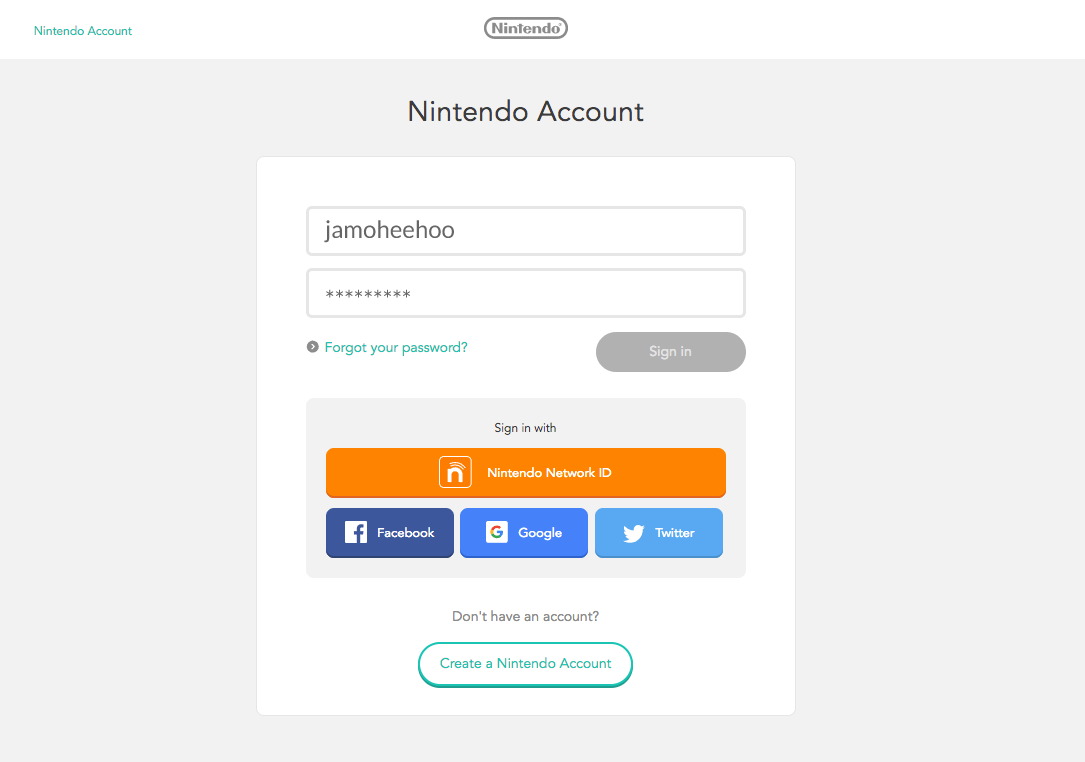 Nintendo Account
Nintendo
Nintendo Account
jamoheehoo
*********
Forgot your password?
Sign in
Sign in with
Nintendo Network ID
Facebook
Google
Twitter
Don't have an account?
Create a Nintendo Account